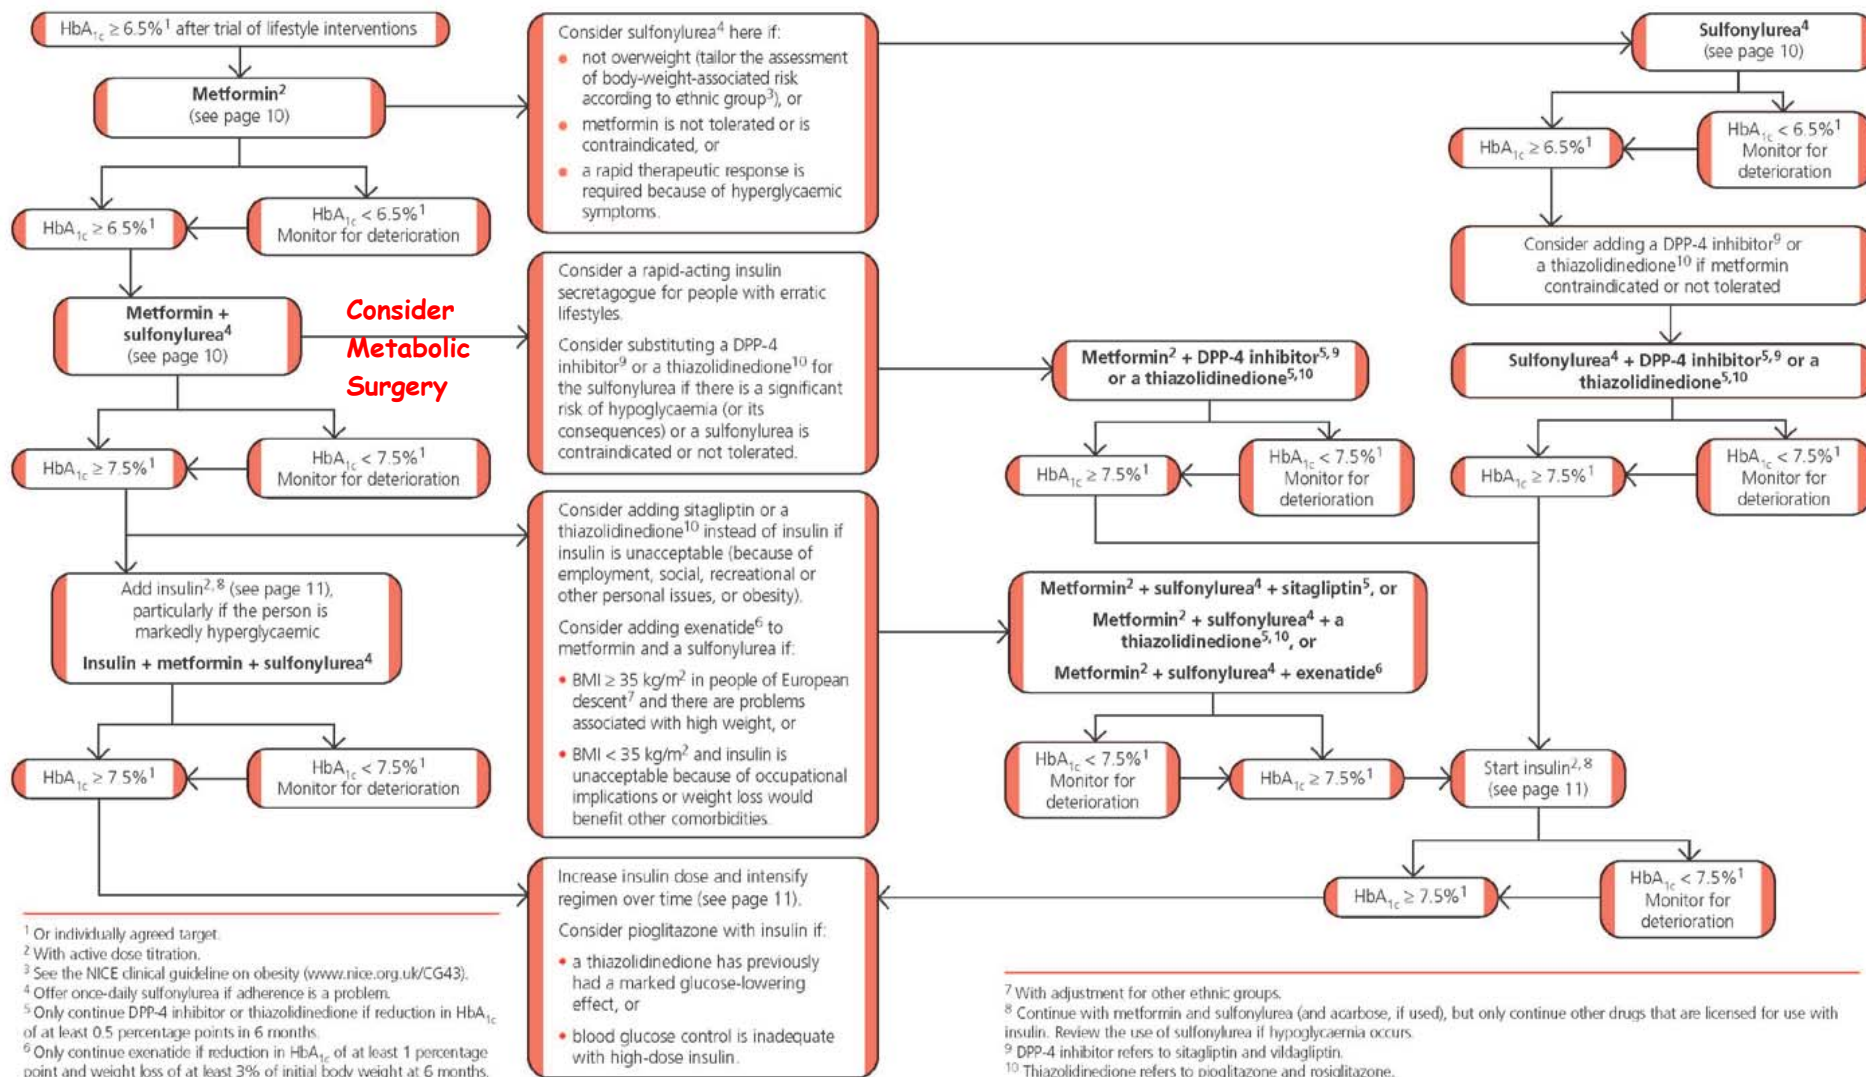 HbA1c ≥ 6.5%1 after trial of lifestyle interventions
Metformin2
(see page 10)
HbA1c ≥ 6.5%1
HbA1c < 6.5%1
Monitor for deterioration
Metformin +
sulfonylurea4
(see page 10)
Consider
Metabolic
Surgery
HbA1c ≥ 7.5%1
HbA1c < 7.5%1
Monitor for deterioration
Add insulin2,8 (see page 11),
particularly if the person is
markedly hyperglycaemic
Insulin + metformin + sulfonylurea4
HbA1c ≥ 7.5%1
HbA1c < 7.5%1
Monitor for deterioration
Consider sulfonylurea4 here if:
• not overweight (tailor the assessment
of body-weight-associated risk
according to ethnic group3), or
• metformin is not tolerated or is
contraindicated, or
• a rapid therapeutic response is
required because of hyperglycaemic
symptoms.
Consider a rapid-acting insulin
secretagogue for people with erratic
lifestyles.
Consider substituting a DPP-4
inhibitor9 or a thiazolidinedione10 for
the sulfonylurea if there is a significant
risk of hypoglycaemia (or its
consequences) or a sulfonylurea is
contraindicated or not tolerated.
Consider adding sitagliptin or a
thiazolidinedione10 instead of insulin if
insulin is unacceptable (because of
employment, social, recreational or
other personal issues, or obesity).
Consider adding exenatide6 to
metformin and a sulfonylurea if:
• BMI ≥ 35 kg/m2 in people of European
descent7 and there are problems
associated with high weight, or
• BMI < 35 kg/m2 and insulin is
unacceptable because of occupational
implications or weight loss would
benefit other comorbidities.
Increase insulin dose and intensify
regimen over time (see page 11).
Consider pioglitazone with insulin if:
• a thiazolidinedione has previously
had a marked glucose-lowering
effect, or
• blood glucose control is inadequate
with high-dose insulin.
Metformin2 + DPP-4 inhibitor5,9
or a thiazolidinedione5,10
HbA1c ≥ 7.5%1
HbA1c < 7.5%1
Monitor for
deterioration
Metformin2 + sulfonylurea4 + sitagliptin5, or
Metformin2 + sulfonylurea4 + a
thiazolidinedione5,10, or
Metformin2 + sulfonylurea4 + exenatide6
HbA1c < 7.5%1
Monitor for
deterioration
HbA1c ≥ 7.5%1
Sulfonylurea4
(see page 10)
HbA1c ≥ 6.5%1
HbA1c < 6.5%1
Monitor for
deterioration
Consider adding a DPP-4 inhibitor9 or
a thiazolidinedione10 if metformin
contraindicated or not tolerated
Sulfonylurea4 + DPP-4 inhibitor5,9 or a
thiazolidinedione5,10
HbA1c ≥ 7.5%1
HbA1c < 7.5%1
Monitor for
deterioration
Start insulin2,8
(see page 11)
HbA1c ≥ 7.5%1
HbA1c < 7.5%1
Monitor for
deterioration
1 Or individually agreed target.
2 With active dose titration.
3 See the NICE clinical guideline on obesity (www.nice.org.uk/CG43).
4 Offer once-daily sulfonylurea if adherence is a problem.
5 Only continue DPP-4 inhibitor or thiazolidinedione if reduction in HbA1c
of at least 0.5 percentage points in 6 months.
6 Only continue exenatide if reduction in HbA1c of at least 1 percentage
point and weight loss of at least 3% of initial body weight at 6 months.
7 With adjustment for other ethnic groups.
8 Continue with metformin and sulfonylurea (and acarbose, if used), but only continue other drugs that are licensed for use with
insulin. Review the use of sulfonylurea if hypoglycaemia occurs.
9 DPP-4 inhibitor refers to sitagliptin and vildagliptin.
10 Thiazolidinedione refers to pioglitazone and rosiglitazone.